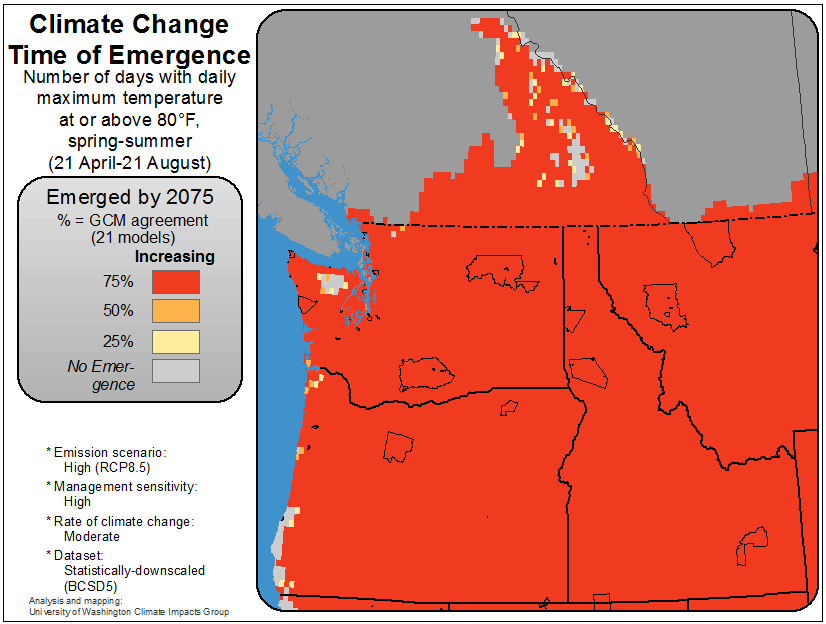 Climate Change
Time of Emergence
Number of days with daily
maximum temperature
at or above 80°F,
spring-summer
(21 April-21 August)
Emerged by 2075
% = GCM agreement
(21 models)
Increasing
75%
50%
25%
No Emer-
gence
* Emission scenario:
High (RCP8.5)
* Management sensitivity:
High
* Rate of climate change:
Moderate
* Dataset:
Statistically-downscaled
(BCSD5)
Analysis and mapping:
University of Washington Climate Impacts Group